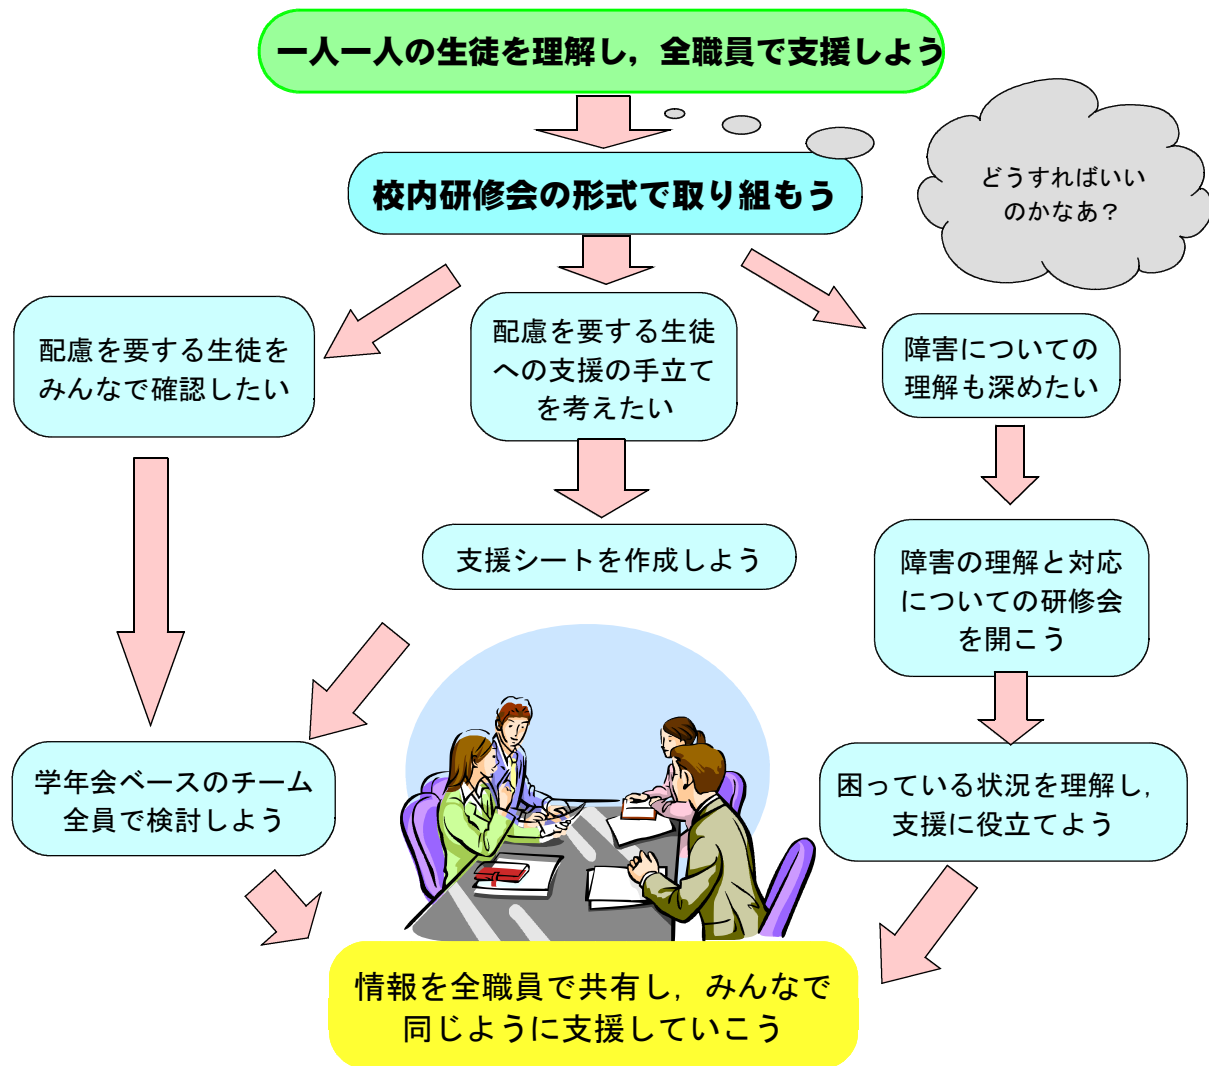 一人一人の生徒を理解し，全職員で支援しよう
校内研修会の形式で取り組もう
どうすればいい
のかなあ？
配慮を要する生徒を
みんなで確認したい
配慮を要する生徒
への支援の手立て
を考えたい
障害についての
理解も深めたい
支援シートを作成しよう
障害の理解と対応
についての研修会
を開こう
学年会ベースのチーム
全員で検討しよう
困っている状況を理解し，
支援に役立てよう
情報を全職員で共有し，みんなで
同じように支援していこう